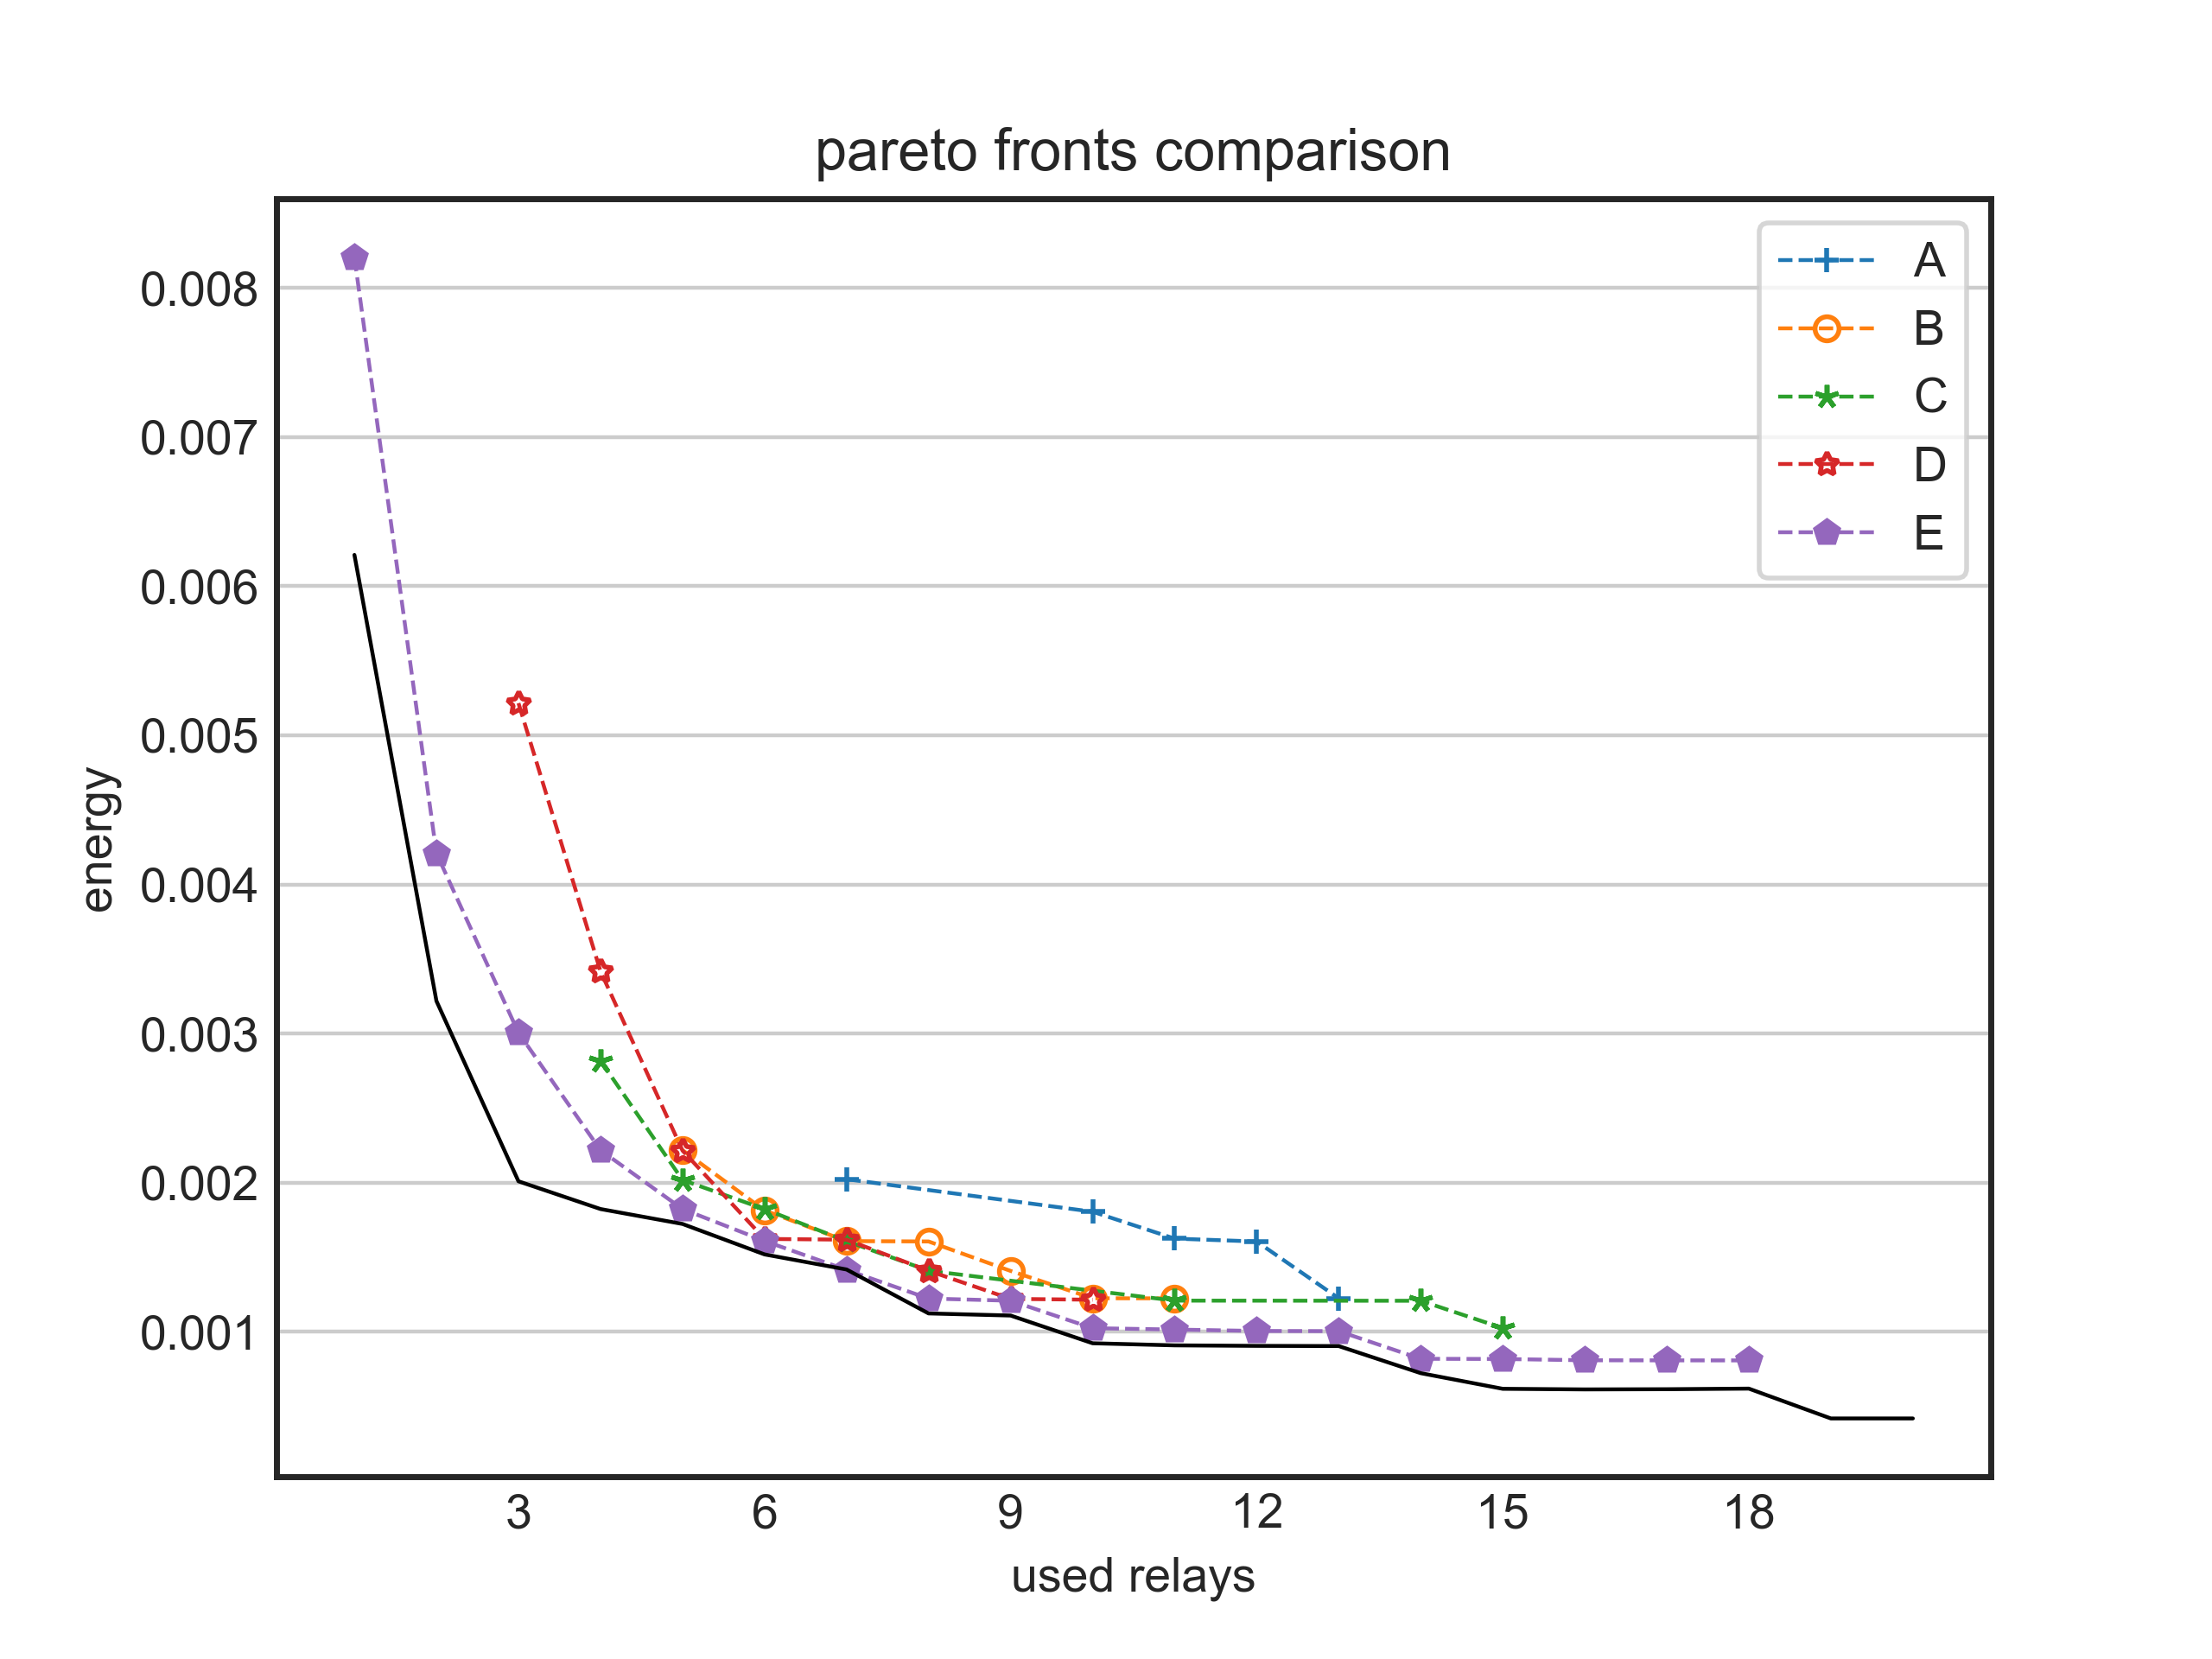 pareto fronts comparison
A
B
C
D
E
0.008
0.007
0.006
0.005
0.004
0.003
0.002
0.001
energy
3 6 9 12 15 18
used relays